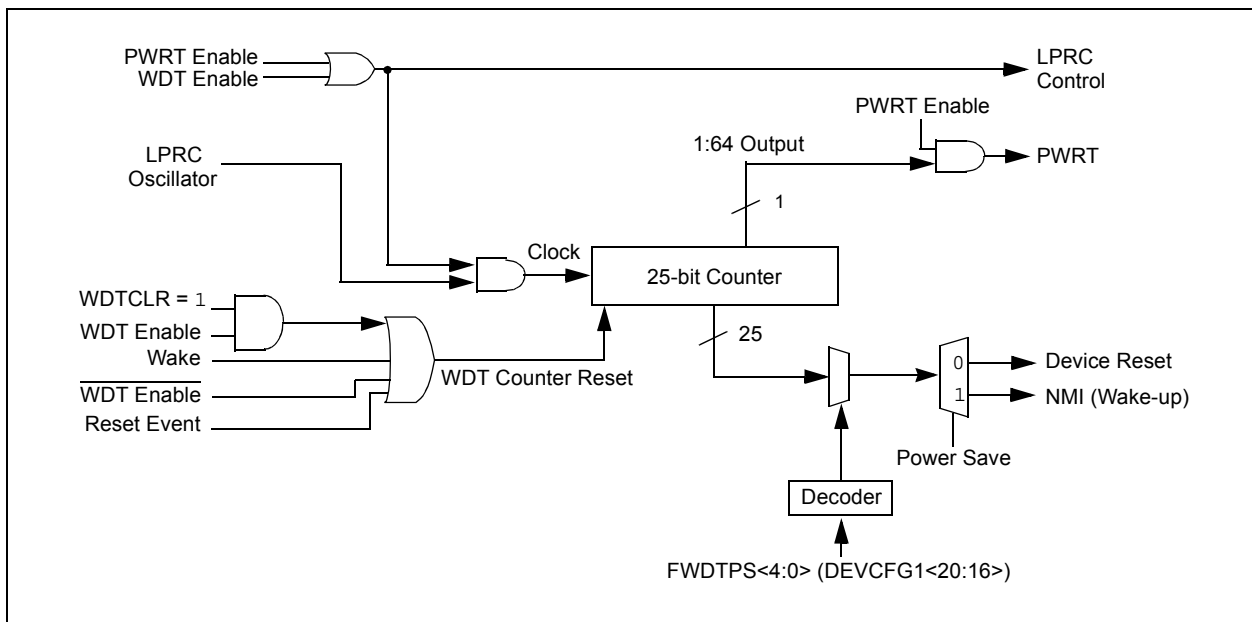 PWRT Enable
WDT Enable
LPRC
Control
PWRT Enable
LPRC
Oscillator
1:64 Output
PWRT
1
Clock
25-bit Counter
WDTCLR = 1
WDT Enable
Wake
WDT Enable
Reset Event
WDT Counter Reset
25
0
1
Device Reset
NMI (Wake-up)
Power Save
Decoder
FWDTPS<4:0> (DEVCFG1<20:16>)